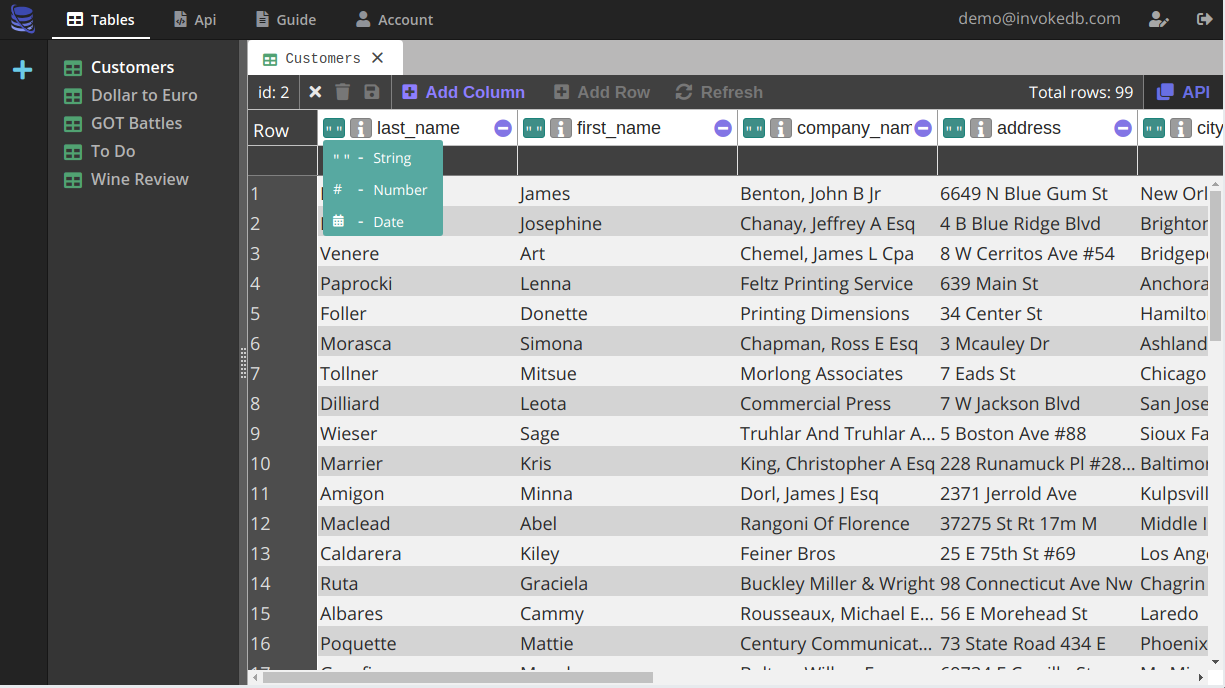 Tables Api Guide Account demo@invokedb.com
Customers
Dollar to Euro
GOT Battles
To Do
Wine Review
Customers ✕
id: 2 Add Column Add Row Refresh Total rows: 99 API
Row " " i last_name " " i first_name " " i company_nam " " i address " " i city
" " - String
# - Number
- Date
1 James Benton, John B Jr 6649 N Blue Gum St New Orl
2 Josephine Chanay, Jeffrey A Esq 4 B Blue Ridge Blvd Brighton
3 Venere Art Chemel, James L Cpa 8 W Cerritos Ave #54 Bridgep
4 Paprocki Lenna Feltz Printing Service 639 Main St Anchora
5 Foller Donette Printing Dimensions 34 Center St Hamilto
6 Morasca Simona Chapman, Ross E Esq 3 Mcauley Dr Ashland
7 Tollner Mitsue Morlong Associates 7 Eads St Chicago
8 Dilliard Leota Commercial Press 7 W Jackson Blvd San Jose
9 Wieser Sage Truhlar And Truhlar A... 5 Boston Ave #88 Sioux Fa
10 Marrier Kris King, Christopher A Esq 228 Runamuck Pl #28... Baltimo
11 Amigon Minna Dorl, James J Esq 2371 Jerrold Ave Kulpsvill
12 Maclead Abel Rangoni Of Florence 37275 St Rt 17m M Middle I
13 Caldarera Kiley Feiner Bros 25 E 75th St #69 Los Ang
14 Ruta Graciela Buckley Miller & Wright 98 Connecticut Ave Nw Chagrin
15 Albares Cammy Rousseaux, Michael E... 56 E Morehead St Laredo
16 Poquette Mattie Century Communicat... 73 State Road 434 E Phoenix